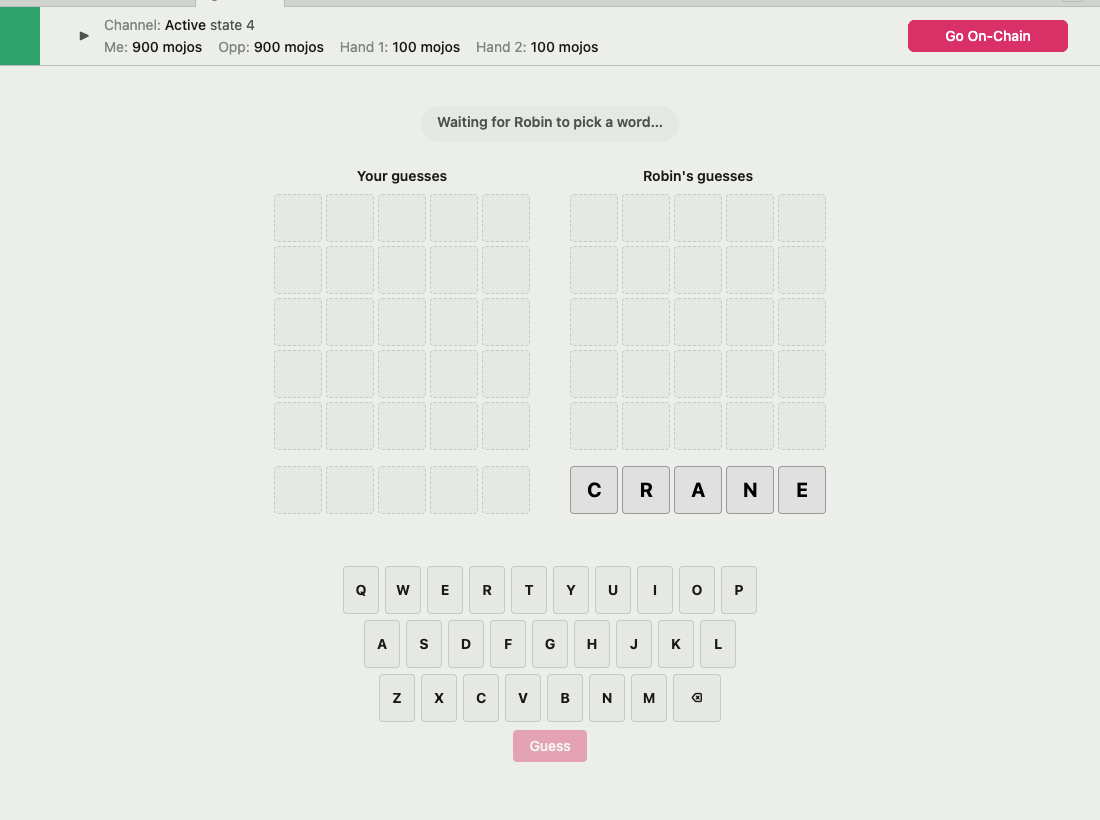 Channel: Active state 4
Me: 900 mojos Opp: 900 mojos Hand 1: 100 mojos Hand 2: 100 mojos
Go On-Chain
Waiting for Robin to pick a word...
Your guesses
Robin's guesses
C R A N E
Q W E R T Y U I O P
A S D F G H J K L
Z X C V B N M
Guess